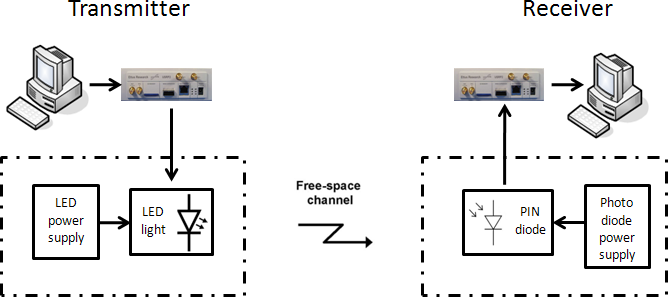 Transmitter
Receiver
LED
power
supply
LED
light
Free-space
channel
PIN
diode
Photo
diode
power
supply